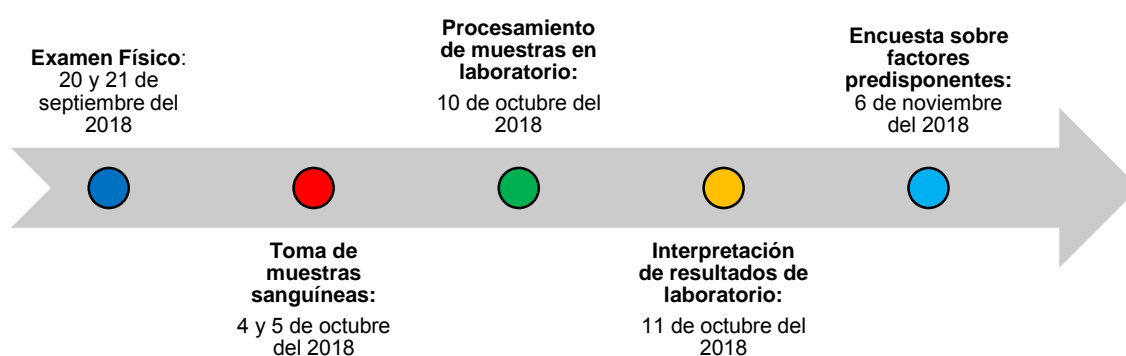 Examen Físico:
20 y 21 de
septiembre del
2018
Toma de
muestras
sanguíneas:
4 y 5 de octubre
del 2018
Procesamiento
de muestras en
laboratorio:
10 de octubre del
2018
Interpretación
de resultados de
laboratorio:
11 de octubre del
2018
Encuesta sobre
factores
predisponentes:
6 de noviembre
del 2018